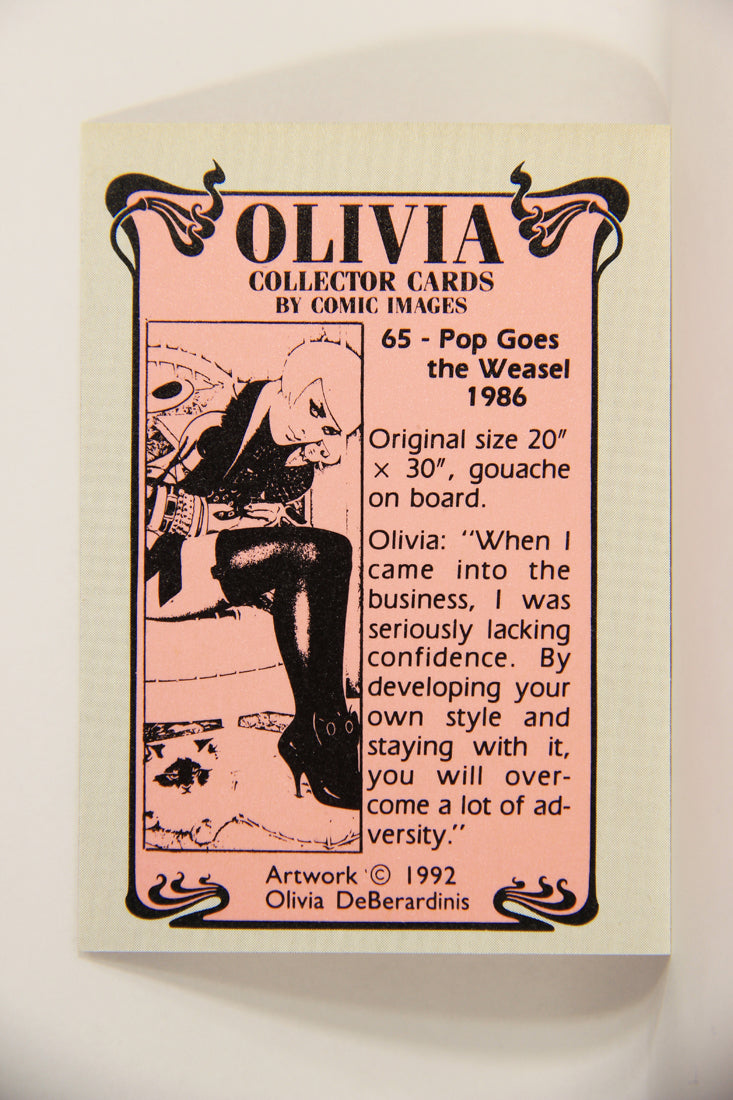 OLIVIA
COLLECTOR CARDS
BY COMIC IMAGES
65 - Pop Goes
the Weasel
1986
Original size 20″
× 30″, gouache
on board.
Olivia: “When I
came into the
business, I was
seriously lacking
confidence. By
developing your
own style and
staying with it,
you will over-
come a lot of ad-
versity.”
Artwork © 1992
Olivia DeBerardinis